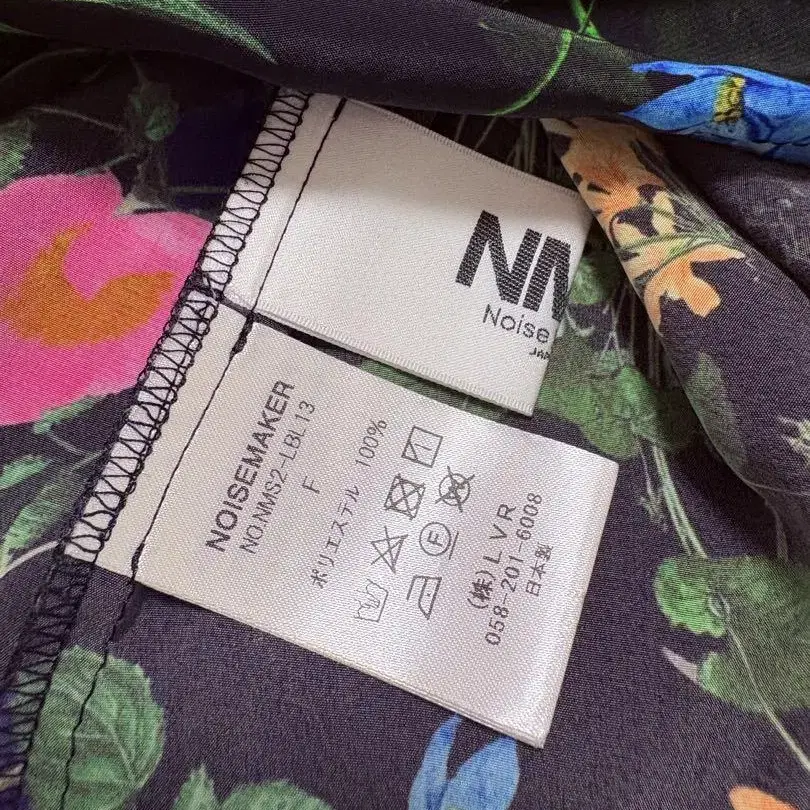 NM
Noise
NOISEMAKER
NO.NMS2-LBL13
F
ポリエステル 100%
F
(株)LVR
058-201-6008
日本製